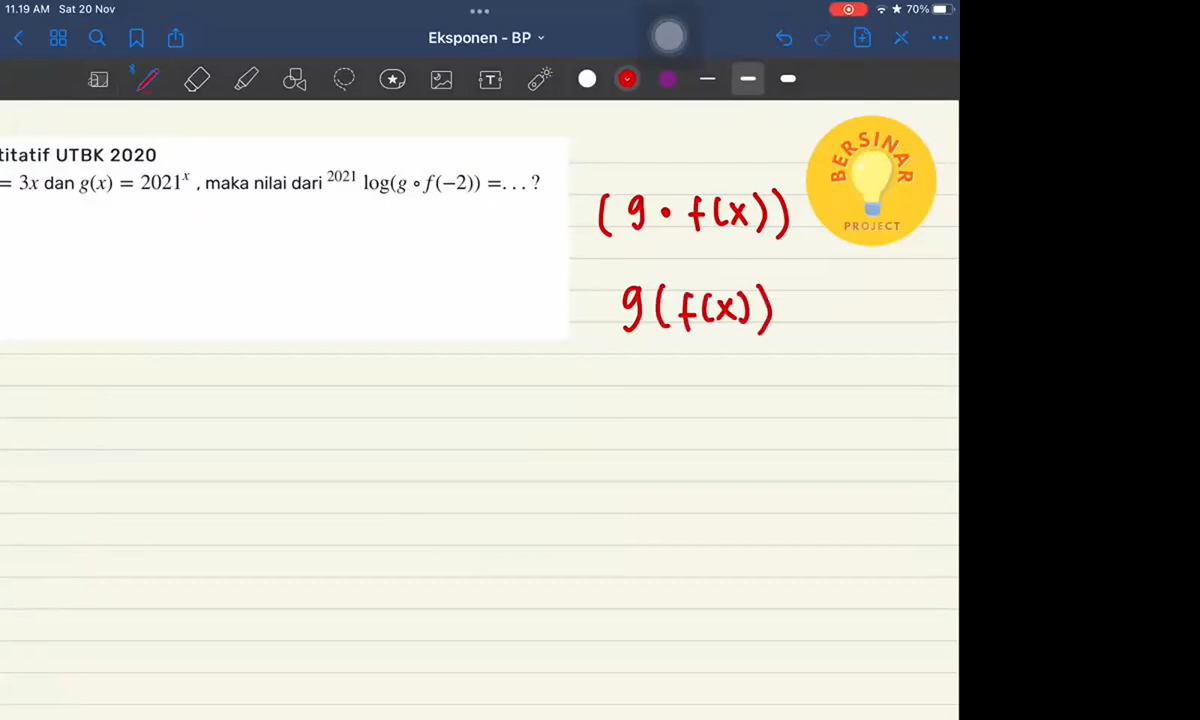 11.19 AM Sat 20 Nov
70%
Eksponen - BP
titatif UTBK 2020
= 3x dan g(x) = 2021ˣ , maka nilai dari ²⁰²¹ log(g ∘ f(−2)) =. . . ?
(g • f(x))
g(f(x))
BERSINAR
PROJECT